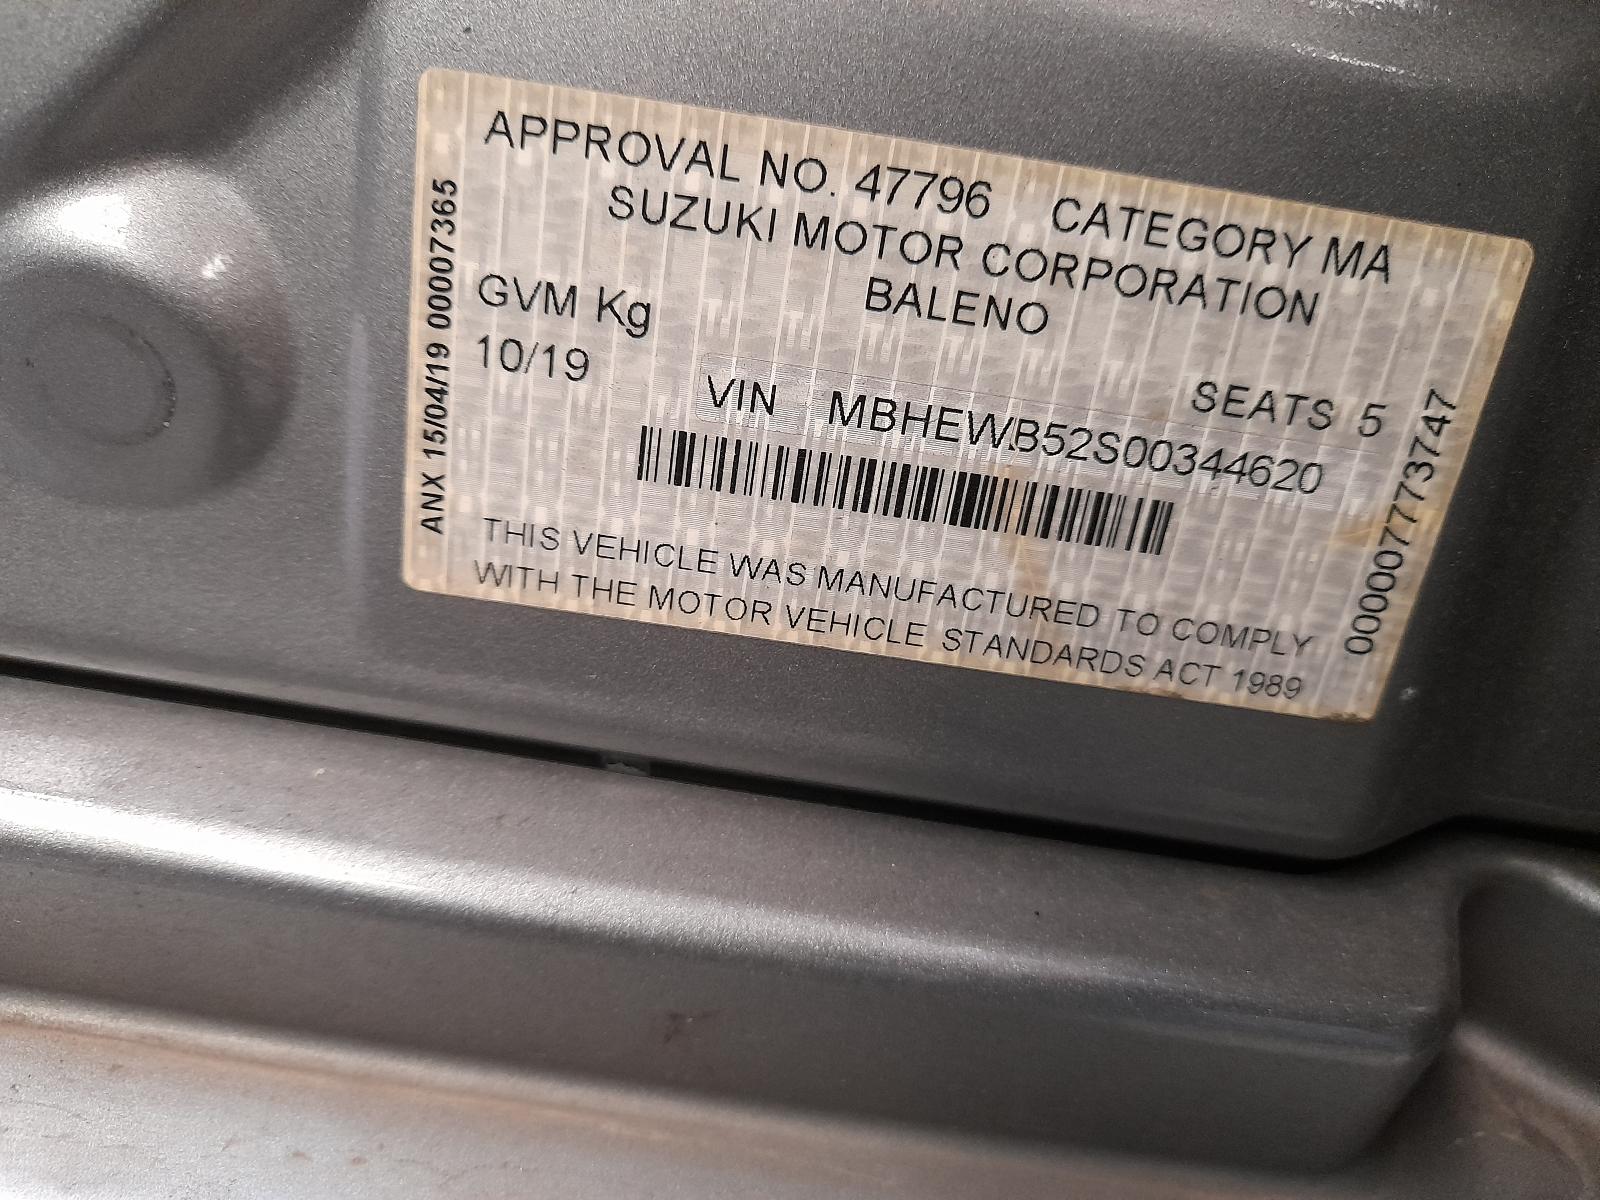 APPROVAL NO. 47796 CATEGORY MA
SUZUKI MOTOR CORPORATION
BALENO
GVM Kg
10/19
SEATS 5
VIN MBHEWB52S00344620
THIS VEHICLE WAS MANUFACTURED TO COMPLY
WITH THE MOTOR VEHICLE STANDARDS ACT 1989
ANX 15/04/19 00007365
00007773747